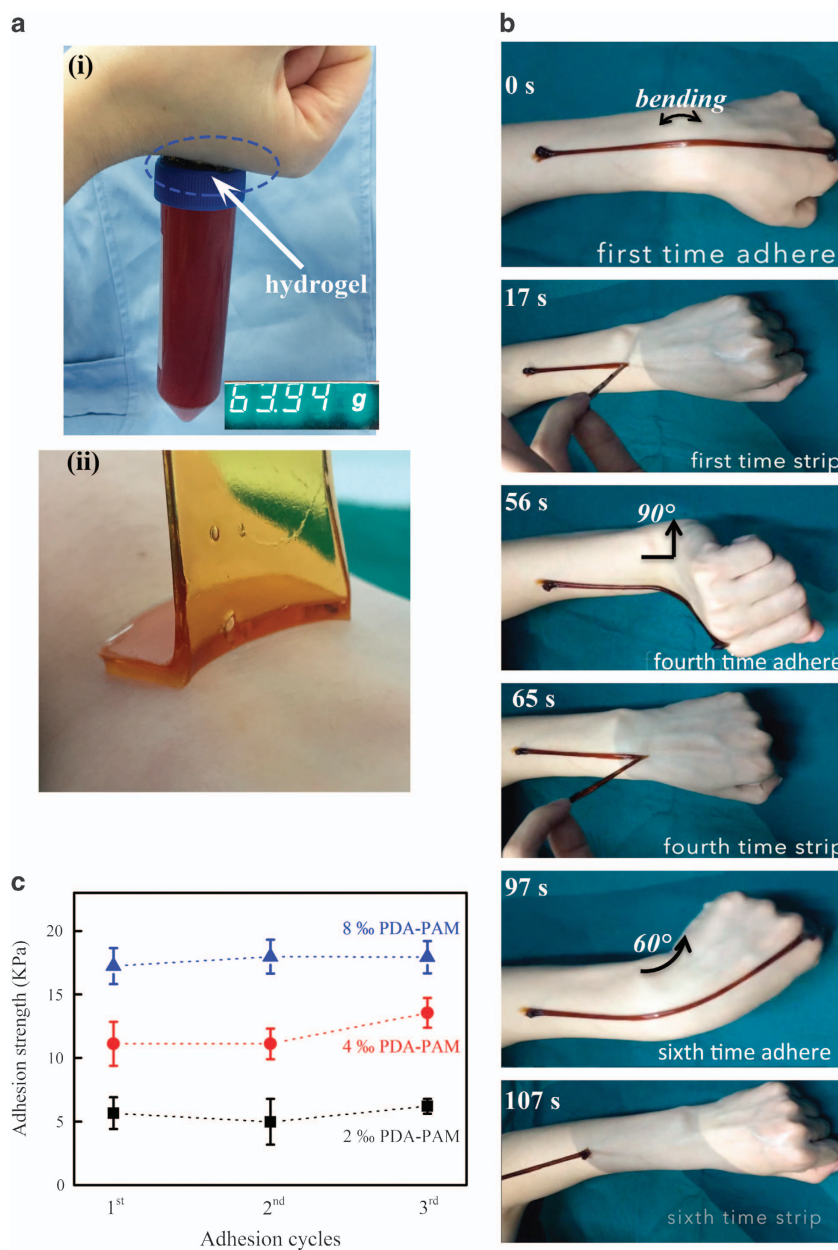 a
(i)
hydrogel
63.94 g
(ii)
b
0 s
bending
first time adhere
17 s
first time strip
56 s
90°
fourth time adhere
65 s
fourth time strip
97 s
60°
sixth time adhere
107 s
sixth time strip
c
Adhesion strength (KPa)
20
15
10
5
0
8 ‰ PDA-PAM
4 ‰ PDA-PAM
2 ‰ PDA-PAM
1st
2nd
3rd
Adhesion cycles